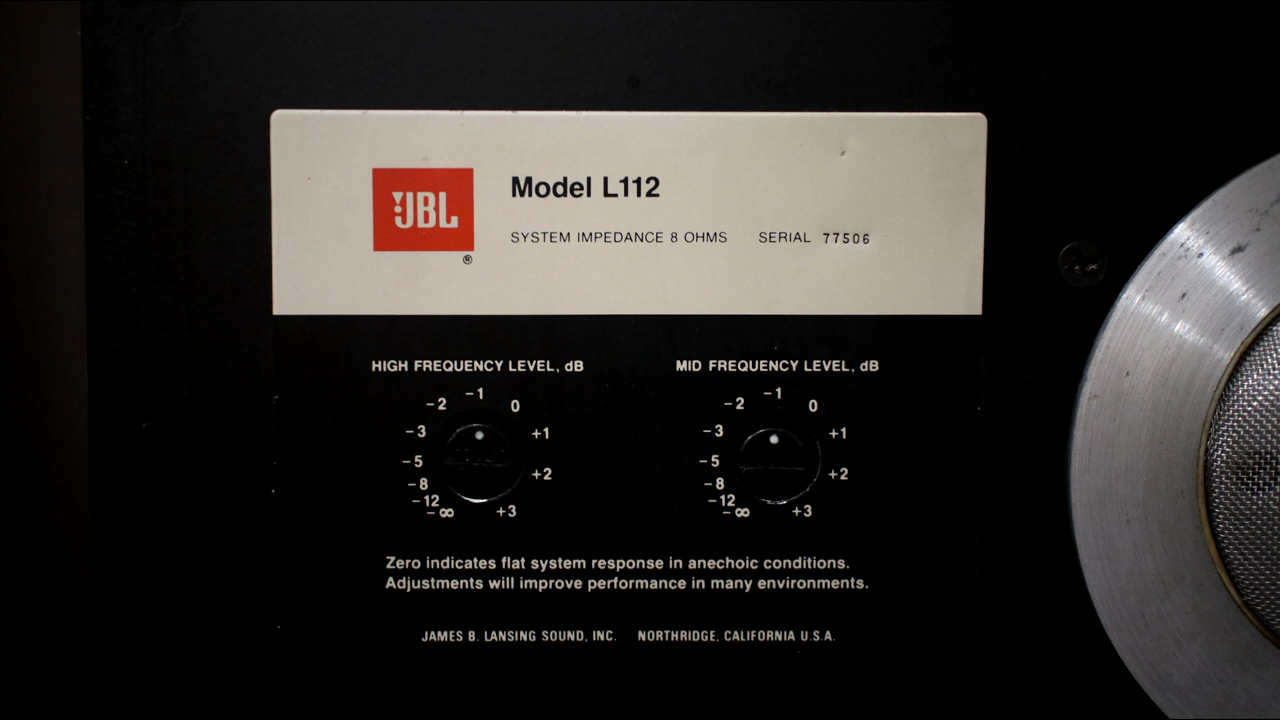 JBL
®
Model L112
SYSTEM IMPEDANCE 8 OHMS SERIAL 77506
HIGH FREQUENCY LEVEL, dB
-∞ -12 -8 -5 -3 -2 -1 0 +1 +2 +3
MID FREQUENCY LEVEL, dB
-∞ -12 -8 -5 -3 -2 -1 0 +1 +2 +3
Zero indicates flat system response in anechoic conditions.
Adjustments will improve performance in many environments.
JAMES B. LANSING SOUND, INC. NORTHRIDGE, CALIFORNIA U.S.A.